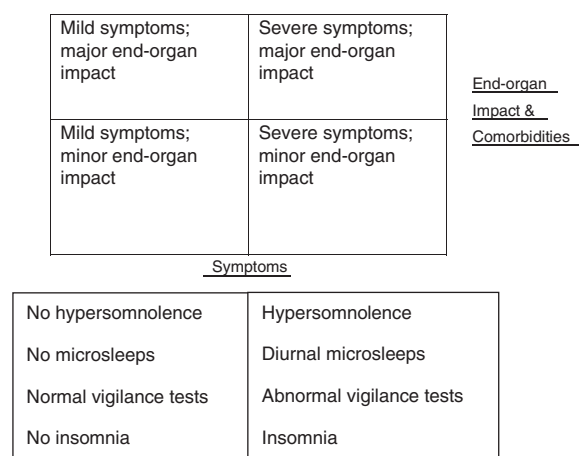 Mild symptoms;
major end-organ
impact
Severe symptoms;
major end-organ
impact
End-organ
Impact &
Comorbidities
Mild symptoms;
minor end-organ
impact
Severe symptoms;
minor end-organ
impact
Symptoms
No hypersomnolence
No microsleeps
Normal vigilance tests
No insomnia
Hypersomnolence
Diurnal microsleeps
Abnormal vigilance tests
Insomnia